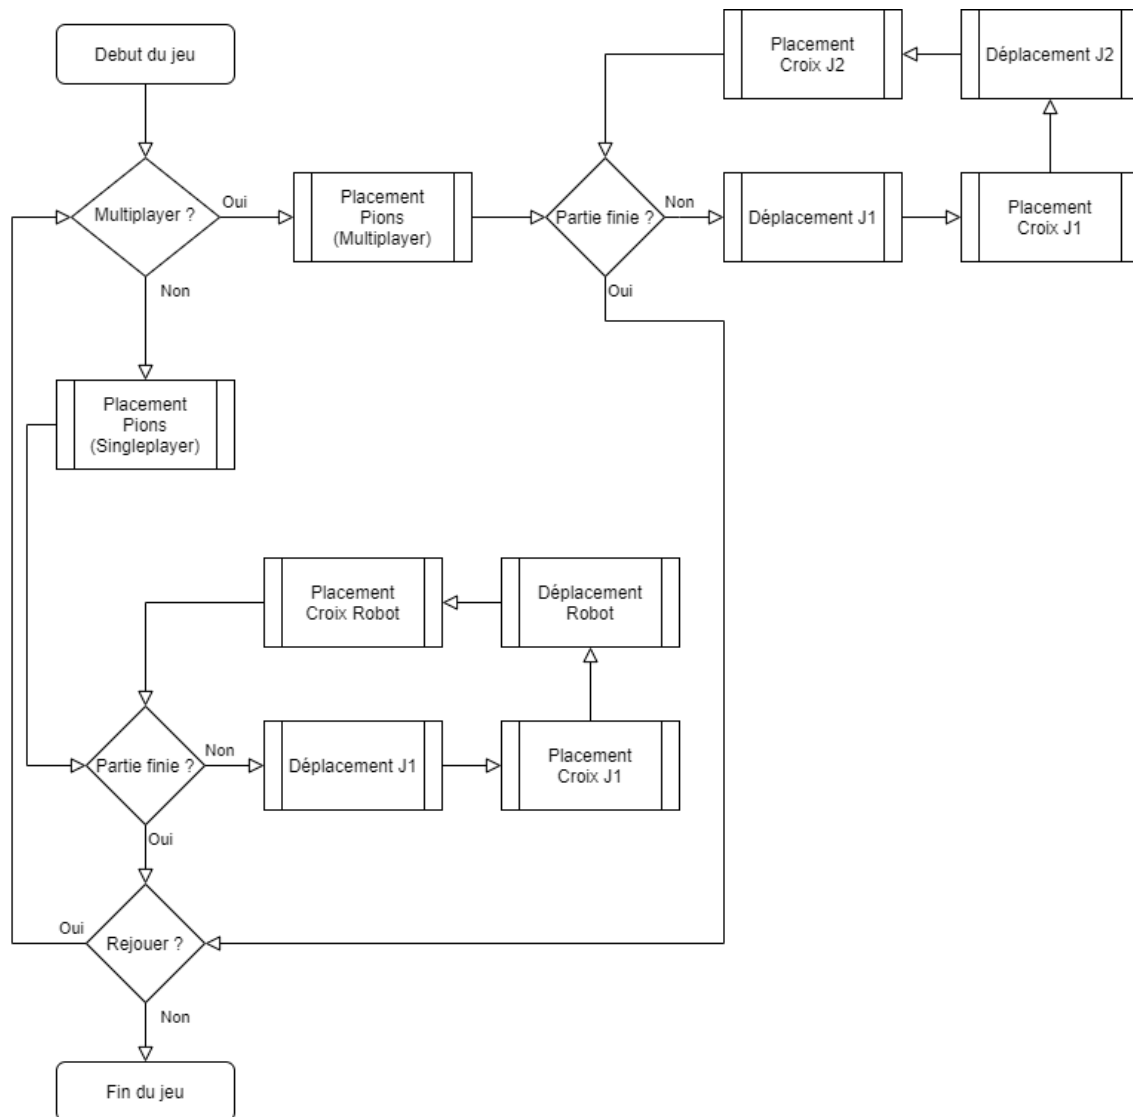 Debut du jeu
Placement
Croix J2
Déplacement J2
Multiplayer ?
Oui
Placement
Pions
(Multiplayer)
Partie finie ?
Non
Déplacement J1
Placement
Croix J1
Non
Oui
Placement
Pions
(Singleplayer)
Placement
Croix Robot
Déplacement
Robot
Partie finie ?
Non
Déplacement J1
Placement
Croix J1
Oui
Oui
Rejouer ?
Non
Fin du jeu